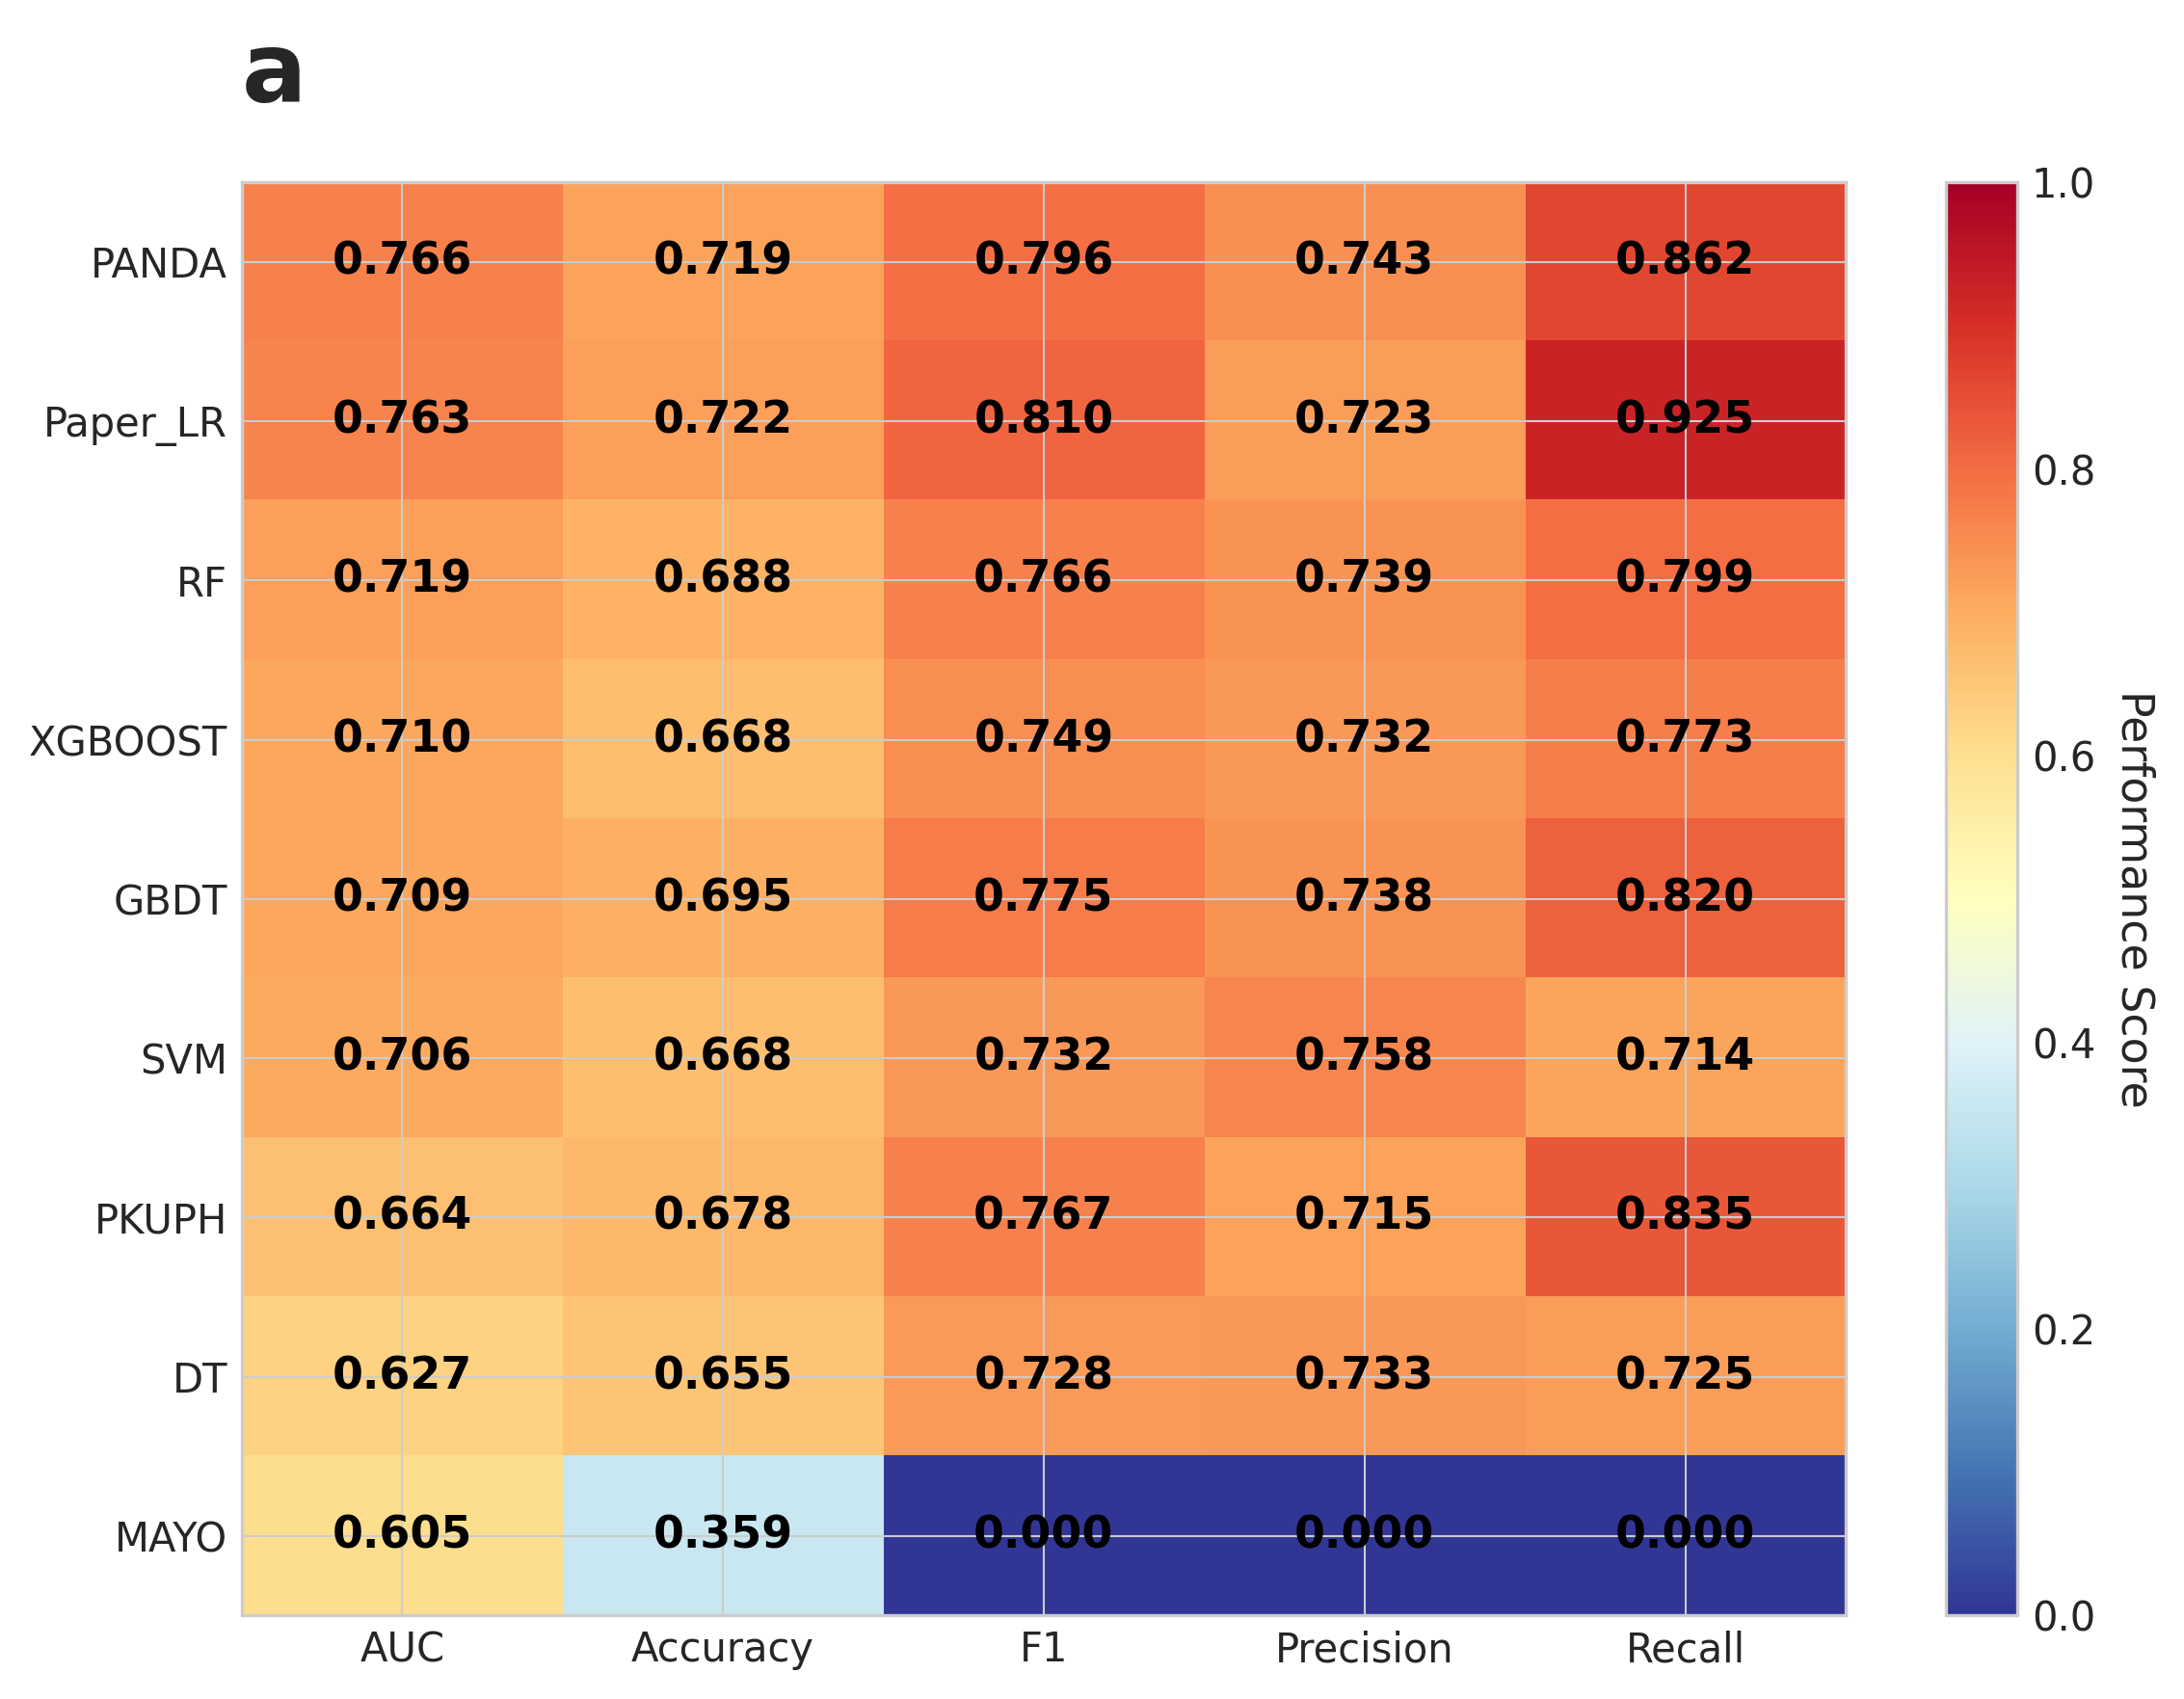 a
PANDA 0.766 0.719 0.796 0.743 0.862
Paper_LR 0.763 0.722 0.810 0.723 0.925
RF 0.719 0.688 0.766 0.739 0.799
XGBOOST 0.710 0.668 0.749 0.732 0.773
GBDT 0.709 0.695 0.775 0.738 0.820
SVM 0.706 0.668 0.732 0.758 0.714
PKUPH 0.664 0.678 0.767 0.715 0.835
DT 0.627 0.655 0.728 0.733 0.725
MAYO 0.605 0.359 0.000 0.000 0.000
AUC Accuracy F1 Precision Recall
1.0
0.8
0.6
0.4
0.2
0.0
Performance Score